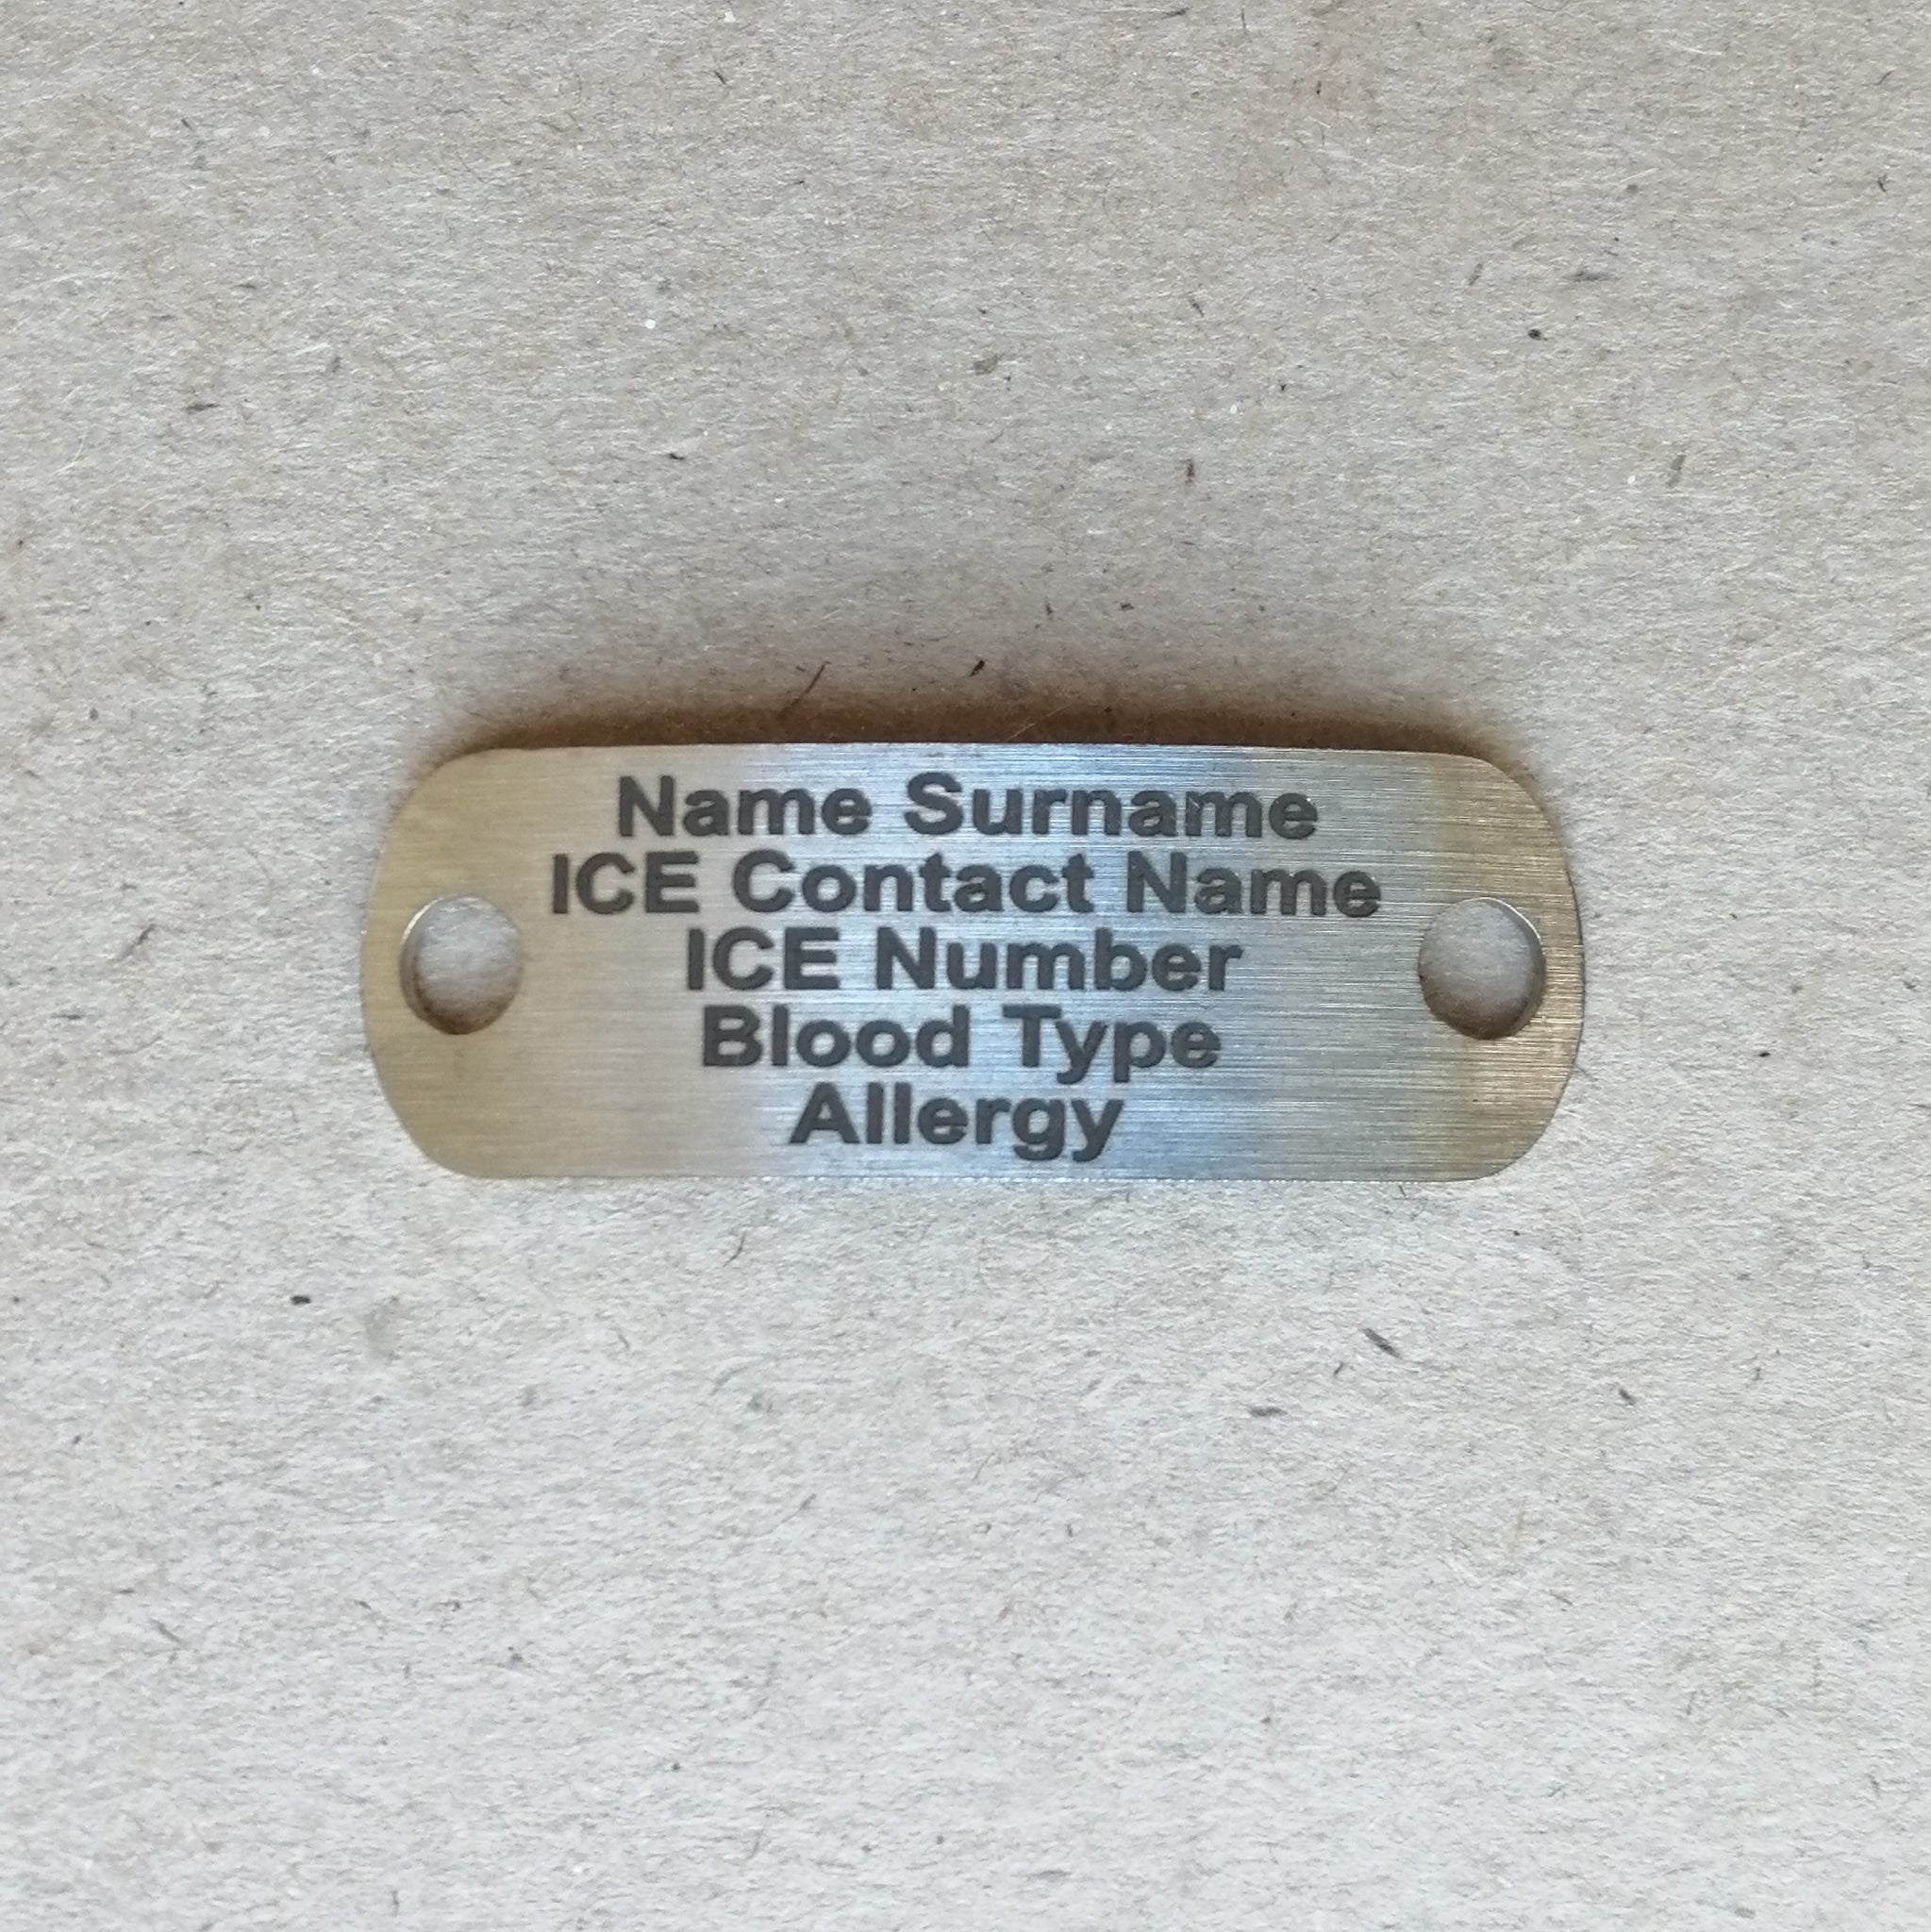 Name Surname
ICE Contact Name
ICE Number
Blood Type
Allergy